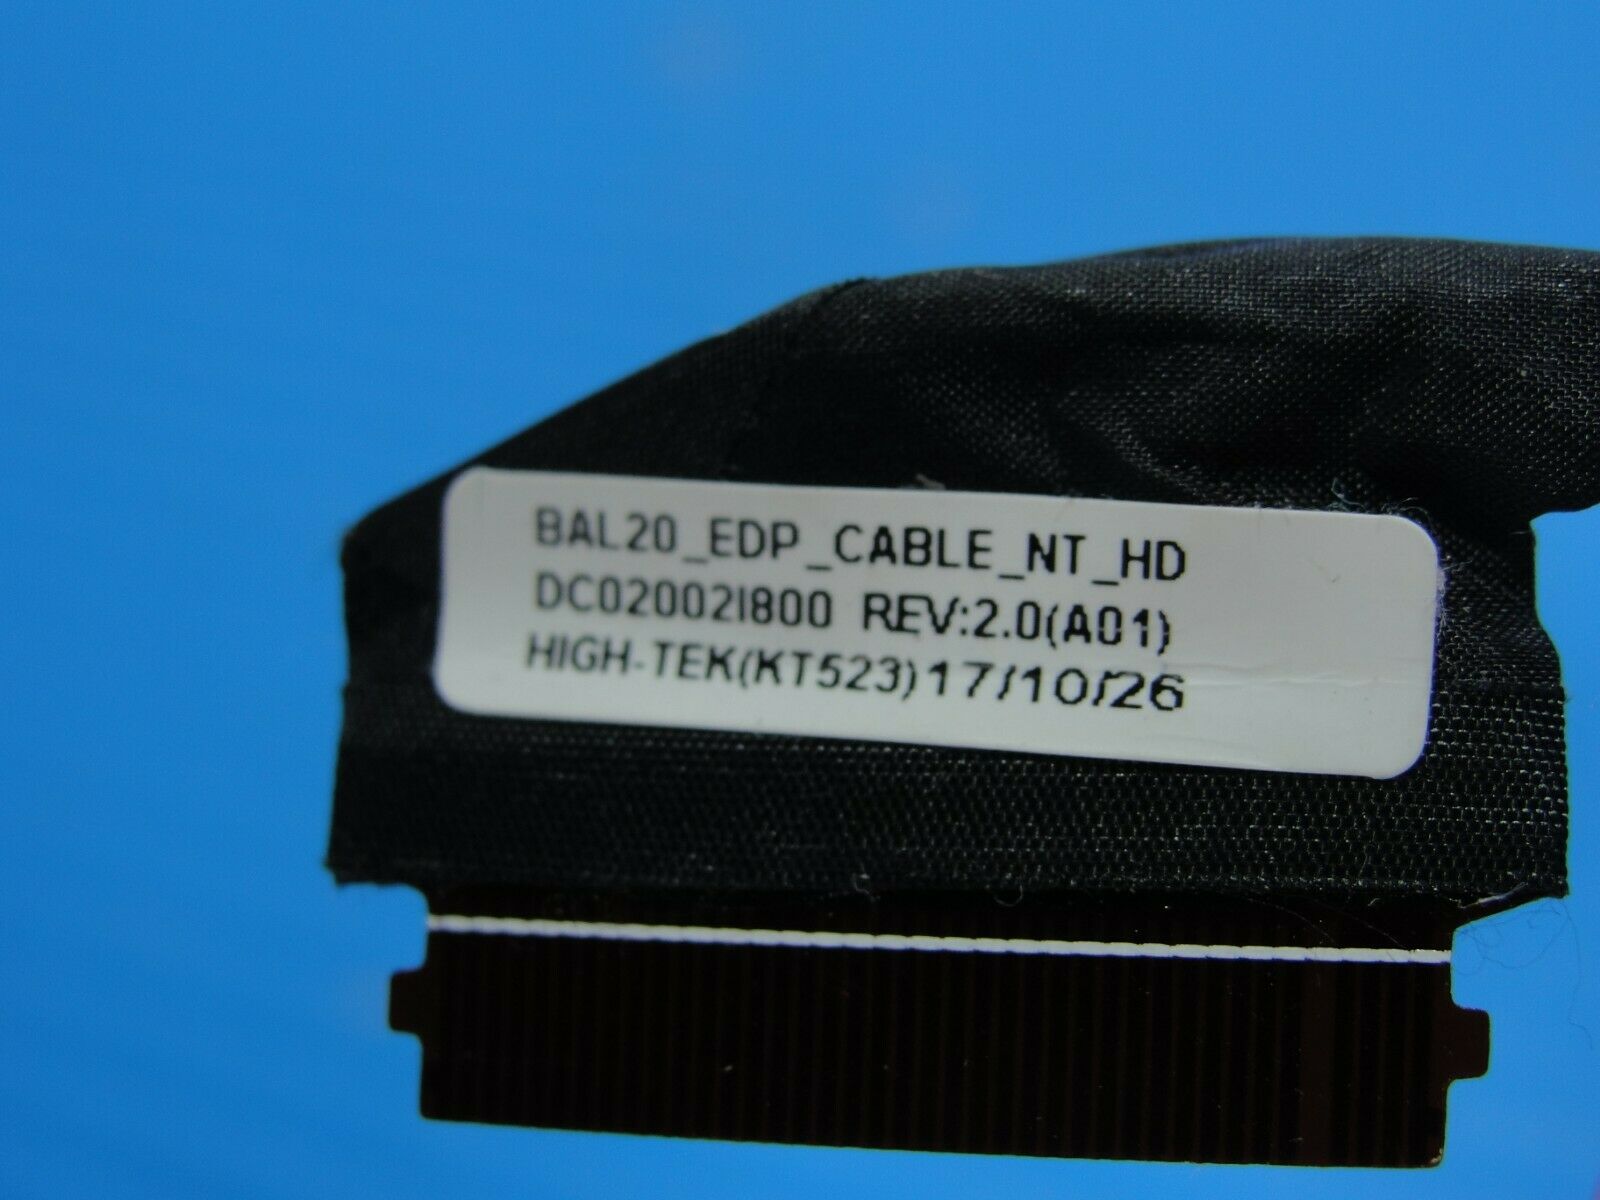 BAL20_EDP_CABLE_NT_HD
DC02002I800 REV:2.0(A01)
HIGH-TEK(KT523)17/10/26